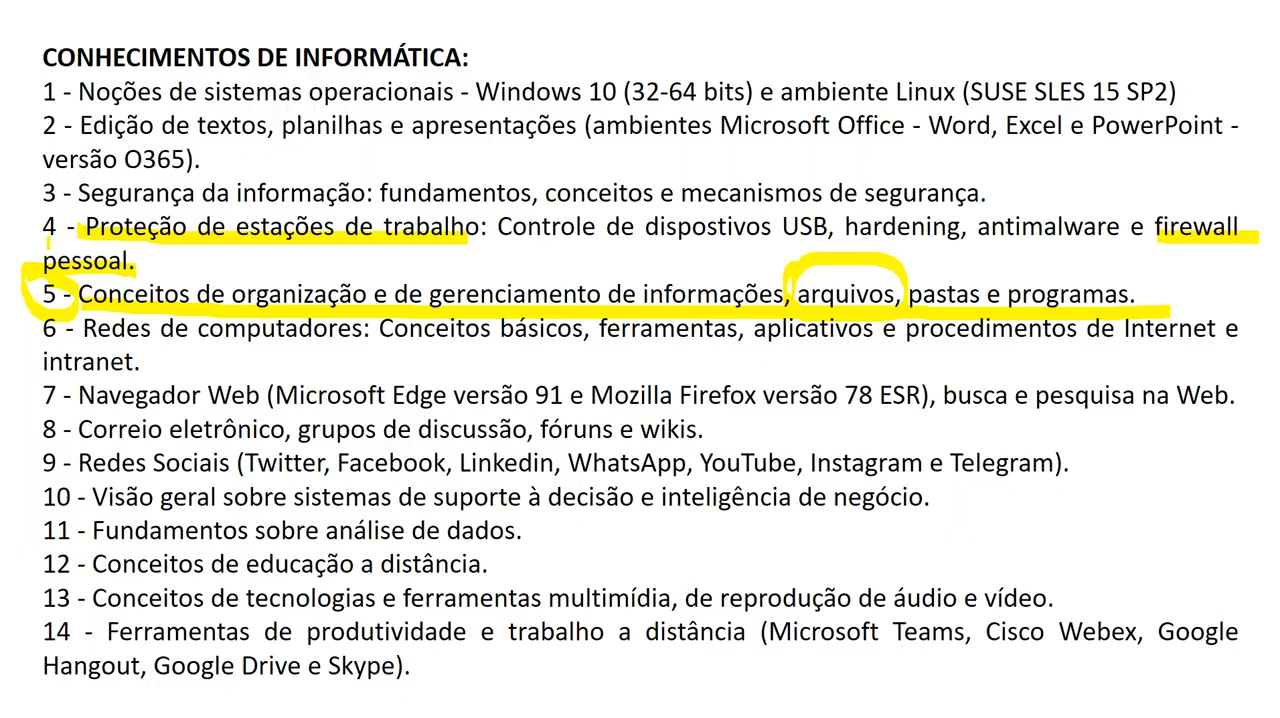 CONHECIMENTOS DE INFORMÁTICA:
1 - Noções de sistemas operacionais - Windows 10 (32-64 bits) e ambiente Linux (SUSE SLES 15 SP2)
2 - Edição de textos, planilhas e apresentações (ambientes Microsoft Office - Word, Excel e PowerPoint -
versão O365).
3 - Segurança da informação: fundamentos, conceitos e mecanismos de segurança.
4 - Proteção de estações de trabalho: Controle de dispostivos USB, hardening, antimalware e firewall
pessoal.
5 - Conceitos de organização e de gerenciamento de informações, arquivos, pastas e programas.
6 - Redes de computadores: Conceitos básicos, ferramentas, aplicativos e procedimentos de Internet e
intranet.
7 - Navegador Web (Microsoft Edge versão 91 e Mozilla Firefox versão 78 ESR), busca e pesquisa na Web.
8 - Correio eletrônico, grupos de discussão, fóruns e wikis.
9 - Redes Sociais (Twitter, Facebook, Linkedin, WhatsApp, YouTube, Instagram e Telegram).
10 - Visão geral sobre sistemas de suporte à decisão e inteligência de negócio.
11 - Fundamentos sobre análise de dados.
12 - Conceitos de educação a distância.
13 - Conceitos de tecnologias e ferramentas multimídia, de reprodução de áudio e vídeo.
14 - Ferramentas de produtividade e trabalho a distância (Microsoft Teams, Cisco Webex, Google
Hangout, Google Drive e Skype).